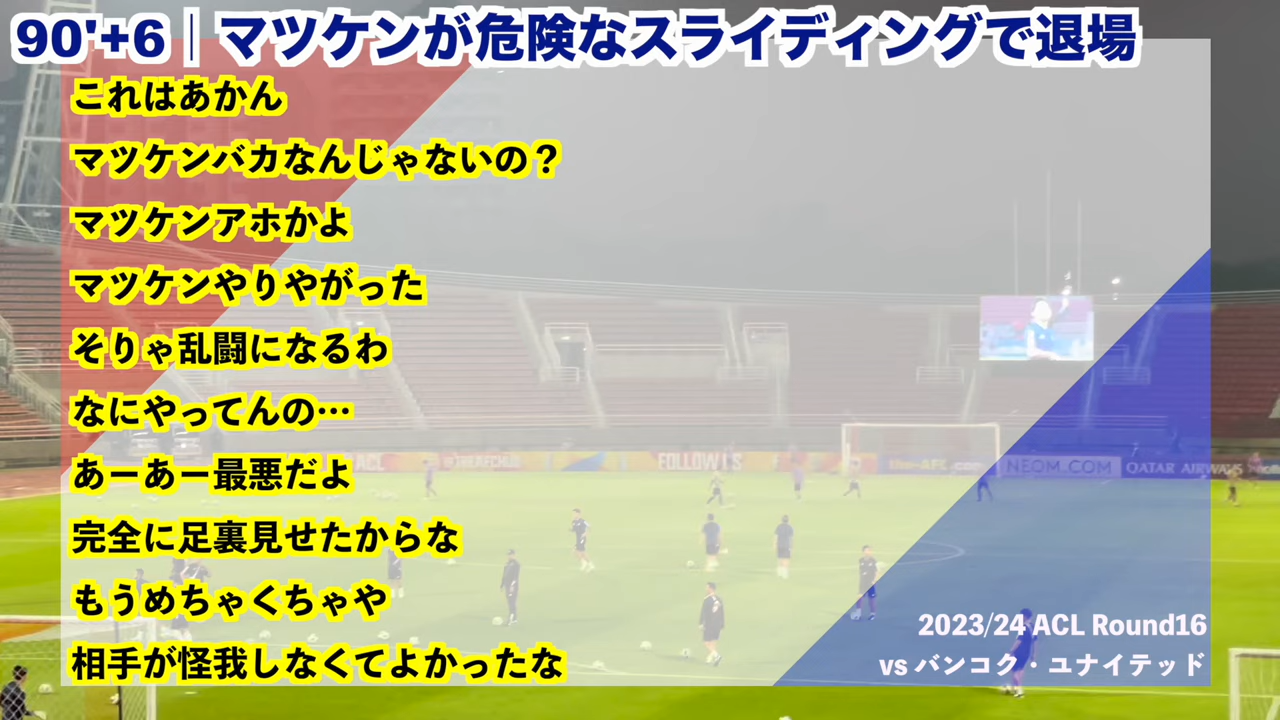 90'+6｜マツケンが危険なスライディングで退場
これはあかん
マツケンバカなんじゃないの？
マツケンアホかよ
マツケンやりやがった
そりゃ乱闘になるわ
なにやってんの…
あーあー最悪だよ
完全に足裏見せたからな
もうめちゃくちゃや
相手が怪我しなくてよかったな
FOLLOW US
NEOM.COM
QATAR AIRWAYS
2023/24 ACL Round16
vs バンコク・ユナイテッド